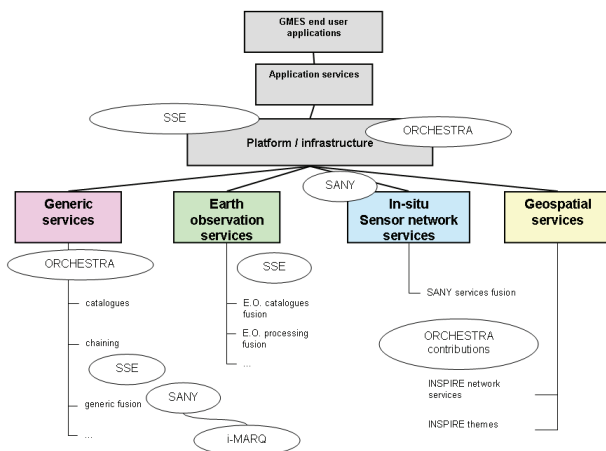 GMES end user
applications
Application services
SSE
ORCHESTRA
Platform / infrastructure
SANY
Generic
services
Earth
observation
services
In-situ
Sensor network
services
Geospatial
services
ORCHESTRA
catalogues
chaining
SSE
generic fusion
SANY
...
i-MARQ
SSE
E.O. catalogues
fusion
E.O. processing
fusion
...
SANY services fusion
ORCHESTRA
contributions
INSPIRE network
services
INSPIRE themes